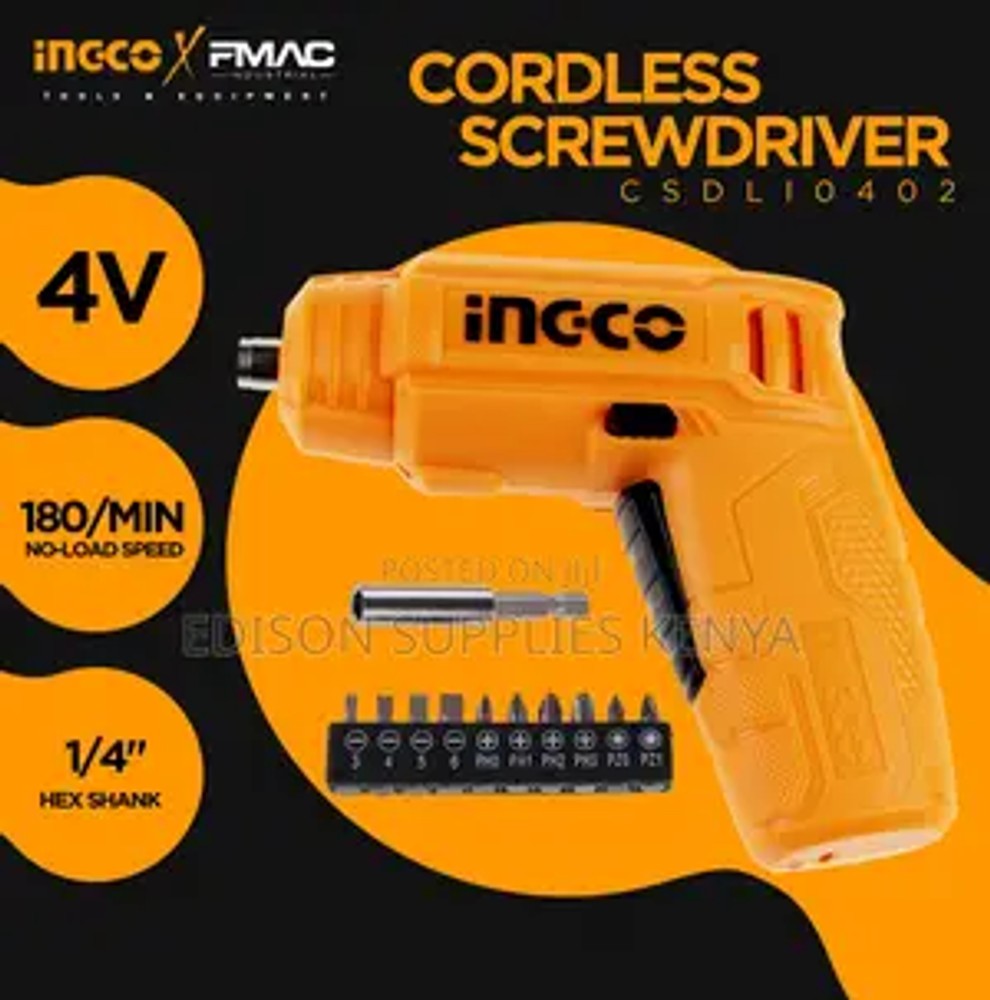 INGCO X FMAC
INDUSTRIAL
TOOLS & EQUIPMENT
CORDLESS
SCREWDRIVER
CSDLI0402
4V
INGCO
180/MIN
NO-LOAD SPEED
POSTED ON JIJI
EDISON SUPPLIES KENYA
1/4"
HEX SHANK
3 4 5 6 PH0 PH1 PH2 PH3 PZ0 PZ1